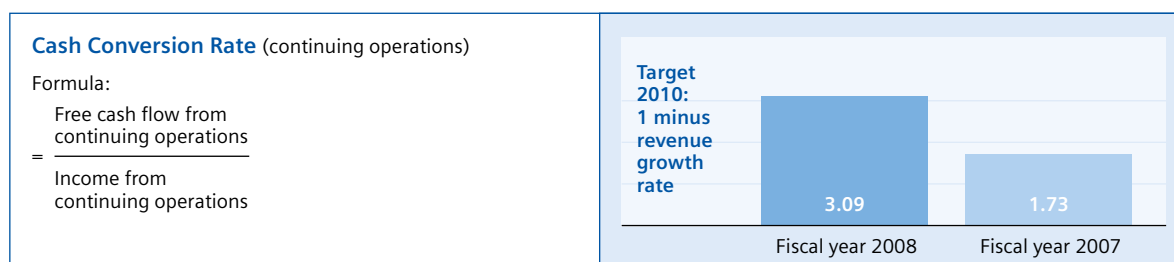 Cash Conversion Rate (continuing operations)
Formula:
Free cash flow from
continuing operations
=
Income from
continuing operations
Target
2010:
1 minus
revenue
growth
rate
3.09
1.73
Fiscal year 2008
Fiscal year 2007